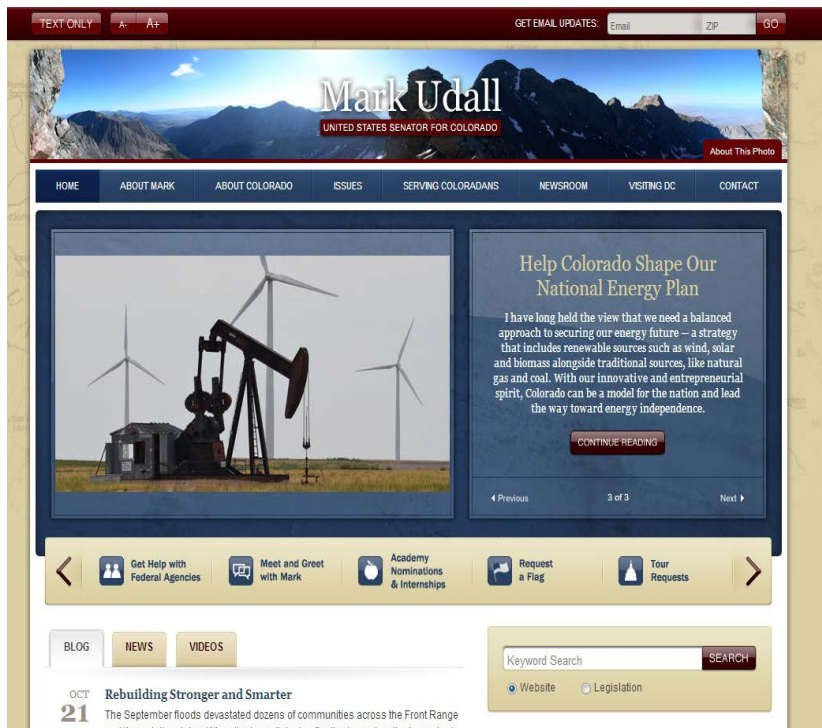 TEXT ONLY A- A+ GET EMAIL UPDATES: Email ZIP GO
Mark Udall
UNITED STATES SENATOR FOR COLORADO
About This Photo
HOME ABOUT MARK ABOUT COLORADO ISSUES SERVING COLORADANS NEWSROOM VISITING DC CONTACT
Help Colorado Shape Our
National Energy Plan
I have long held the view that we need a balanced
approach to securing our energy future — a strategy
that includes renewable sources such as wind, solar
and biomass alongside traditional sources, like natural
gas and coal. With our innovative and entrepreneurial
spirit, Colorado can be a model for the nation and lead
the way toward energy independence.
CONTINUE READING
Previous 3 of 3 Next
Get Help with
Federal Agencies
Meet and Greet
with Mark
Academy
Nominations
& Internships
Request
a Flag
Tour
Requests
BLOG NEWS VIDEOS
Keyword Search SEARCH
Website Legislation
OCT
21
Rebuilding Stronger and Smarter
The September floods devastated dozens of communities across the Front Range